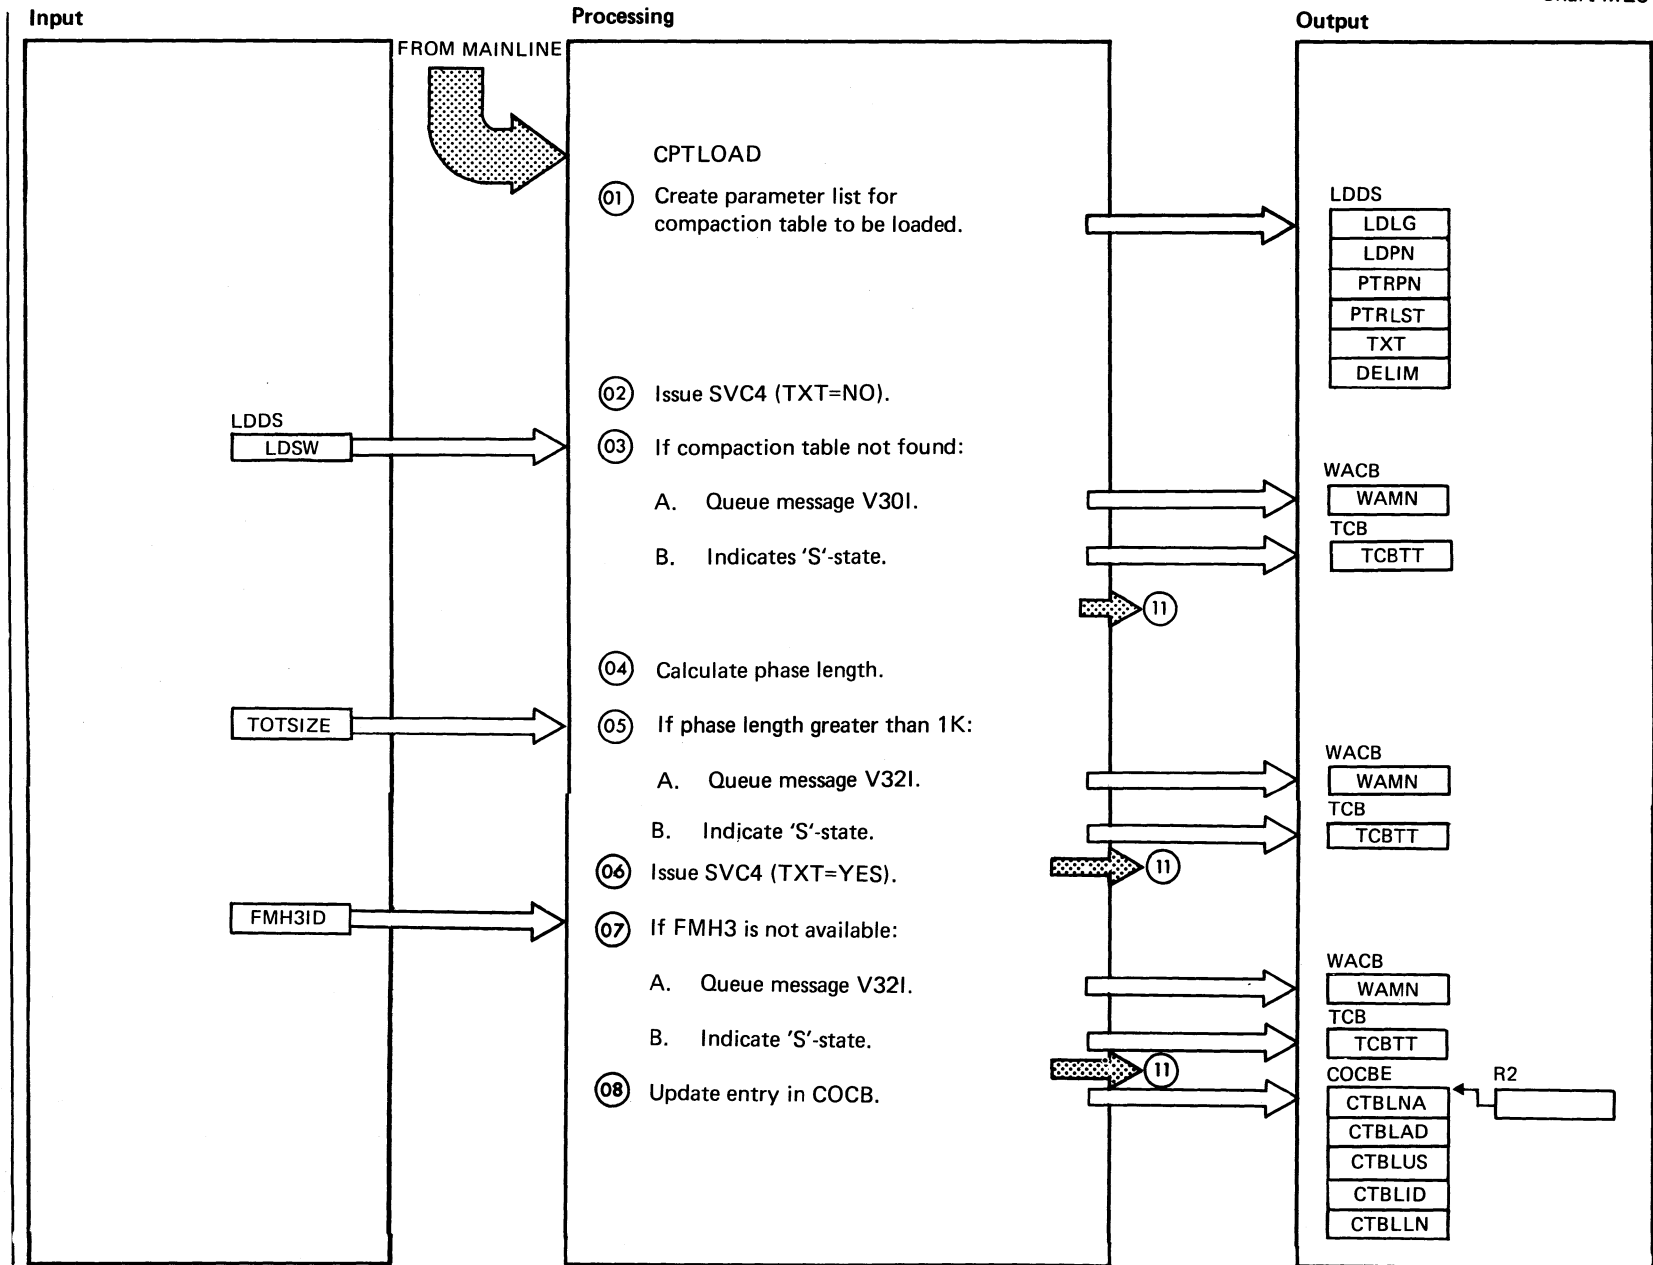 Input
Processing
Output
FROM MAINLINE
CPTLOAD
01 Create parameter list for
compaction table to be loaded.
LDDS
LDLG
LDPN
PTRPN
PTRLST
TXT
DELIM
02 Issue SVC4 (TXT=NO).
LDDS
LDSW
03 If compaction table not found:
A. Queue message V30I.
WACB
WAMN
B. Indicates 'S'-state.
TCB
TCBTT
11
04 Calculate phase length.
TOTSIZE
05 If phase length greater than 1K:
A. Queue message V32I.
WACB
WAMN
B. Indicate 'S'-state.
TCB
TCBTT
11
06 Issue SVC4 (TXT=YES).
FMH3ID
07 If FMH3 is not available:
A. Queue message V32I.
WACB
WAMN
B. Indicate 'S'-state.
TCB
TCBTT
11
08 Update entry in COCB.
COCBE
R2
CTBLNA
CTBLAD
CTBLUS
CTBLID
CTBLLN